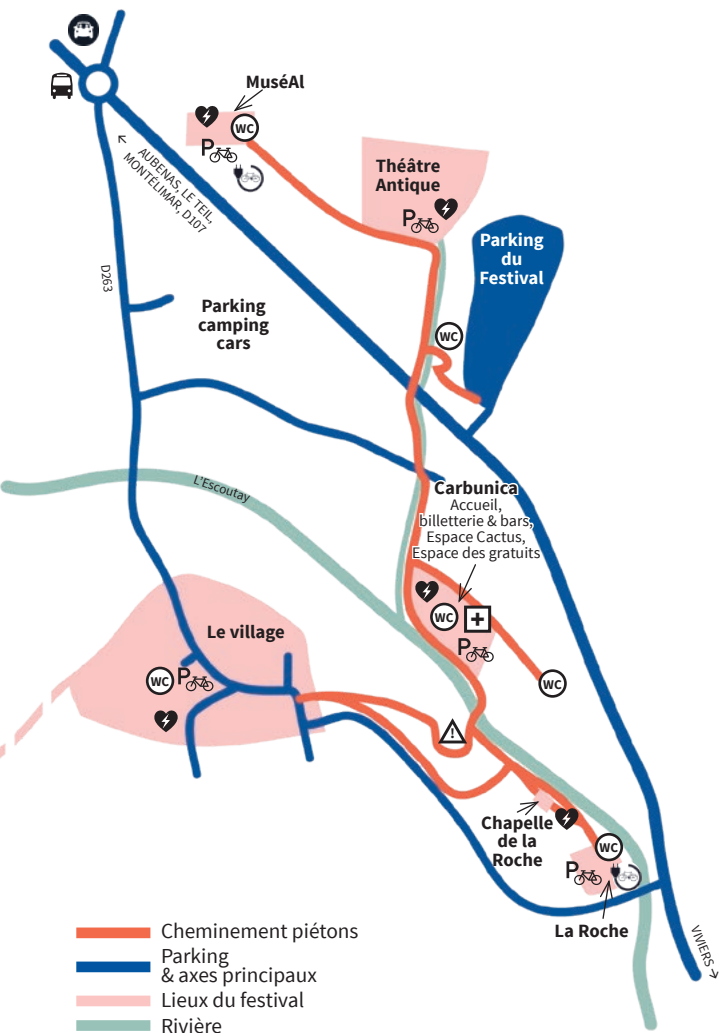 MuséAl
WC
P
AUBENAS, LE TEIL,
MONTÉLIMAR, D107
Théâtre
Antique
P
Parking
du
Festival
D263
Parking
camping
cars
WC
L'Escoutay
Carbunica
Accueil,
billetterie & bars,
Espace Cactus,
Espace des gratuits
WC
P
Le village
WC
P
WC
!
Chapelle
de la
Roche
WC
P
La Roche
VIVIERS
Cheminement piétons
Parking
& axes principaux
Lieux du festival
Rivière